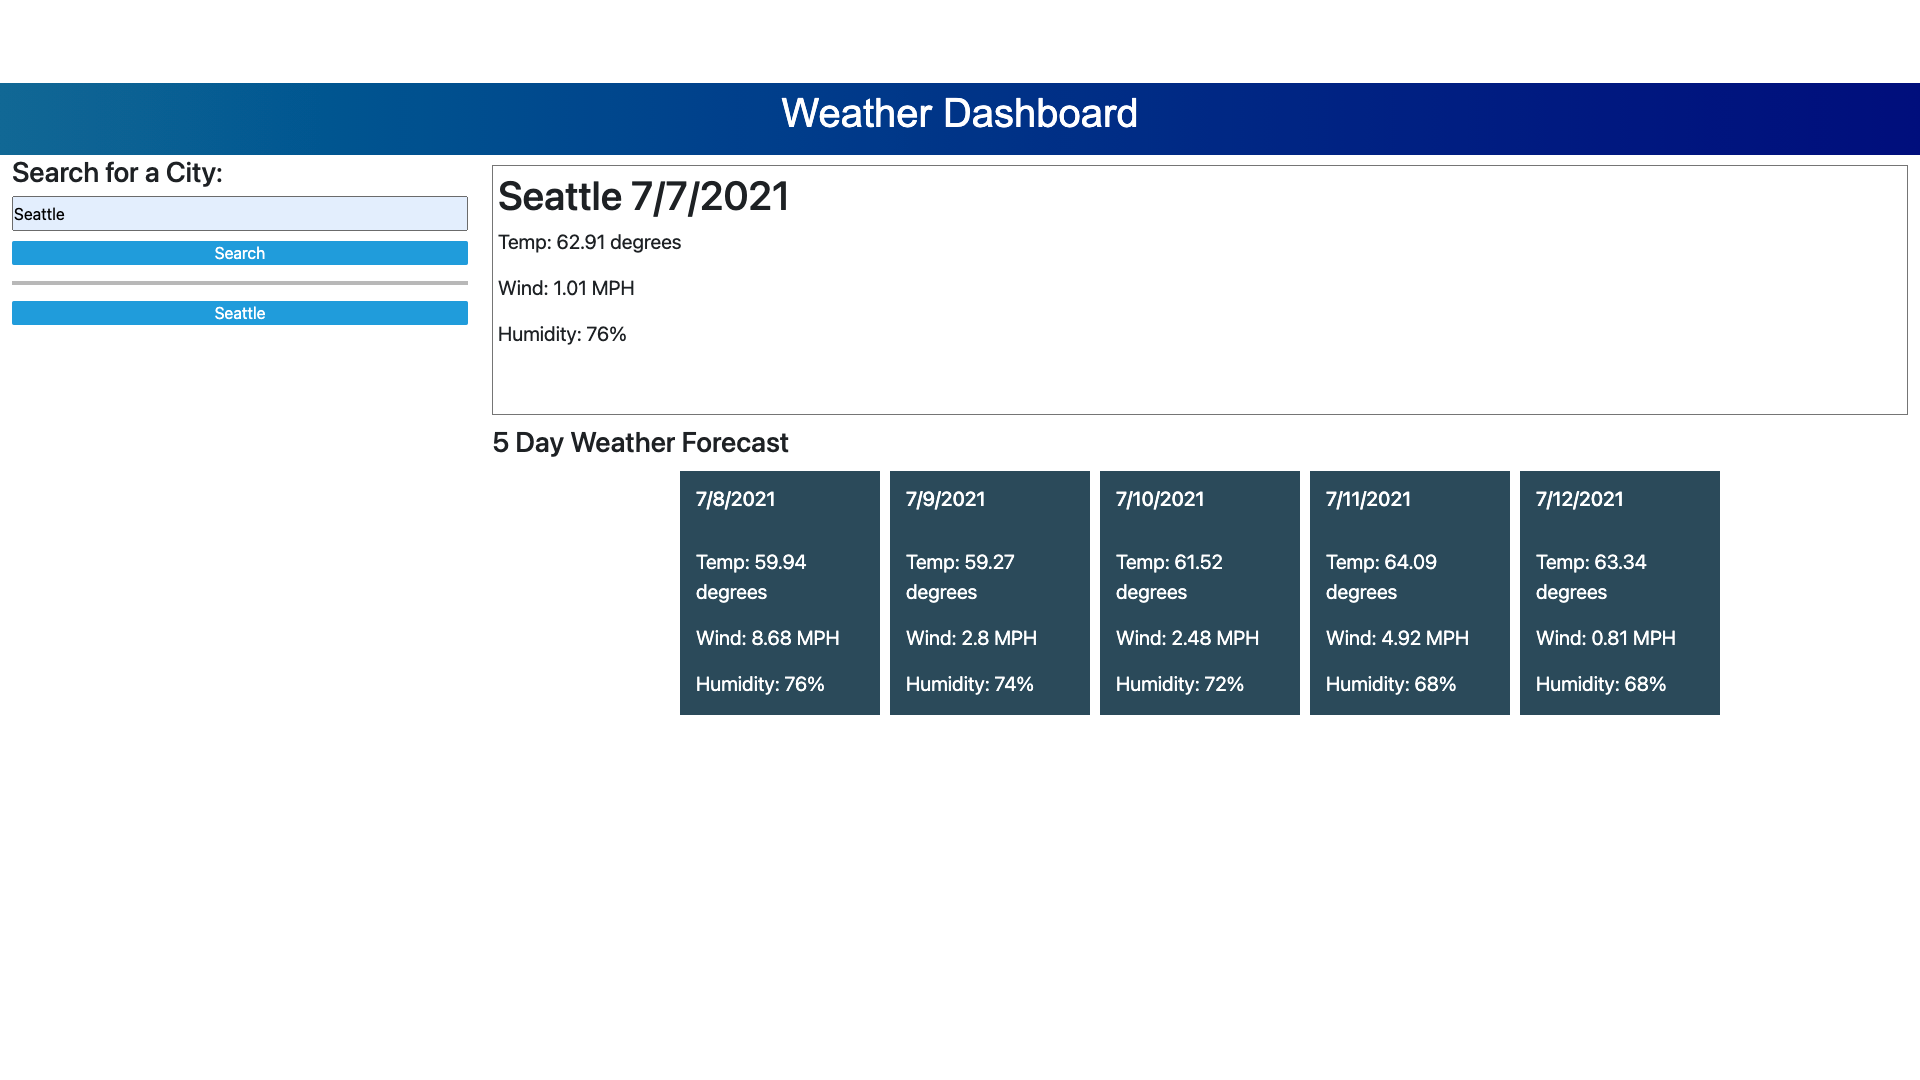 Weather Dashboard
Search for a City:
Seattle
Search
Seattle
Seattle 7/7/2021
Temp: 62.91 degrees
Wind: 1.01 MPH
Humidity: 76%
5 Day Weather Forecast
7/8/2021
Temp: 59.94
degrees
Wind: 8.68 MPH
Humidity: 76%
7/9/2021
Temp: 59.27
degrees
Wind: 2.8 MPH
Humidity: 74%
7/10/2021
Temp: 61.52
degrees
Wind: 2.48 MPH
Humidity: 72%
7/11/2021
Temp: 64.09
degrees
Wind: 4.92 MPH
Humidity: 68%
7/12/2021
Temp: 63.34
degrees
Wind: 0.81 MPH
Humidity: 68%